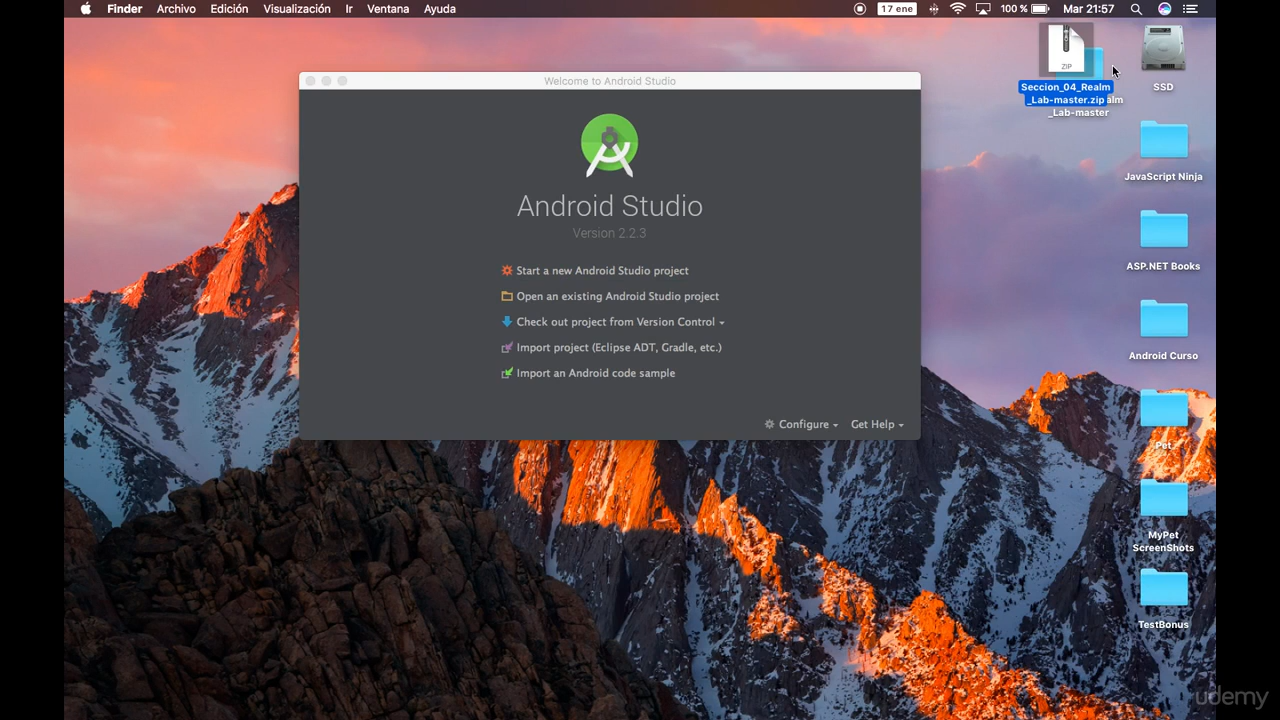 Finder Archivo Edición Visualización Ir Ventana Ayuda 17 ene 100 % Mar 21:57
ZIP
Seccion_04_Realm
_Lab-master.zip
alm
_Lab-master
SSD
Welcome to Android Studio
Android Studio
Version 2.2.3
Start a new Android Studio project
Open an existing Android Studio project
Check out project from Version Control
Import project (Eclipse ADT, Gradle, etc.)
Import an Android code sample
Configure Get Help
JavaScript Ninja
ASP.NET Books
Android Curso
Pet
MyPet
ScreenShots
TestBonus
udemy